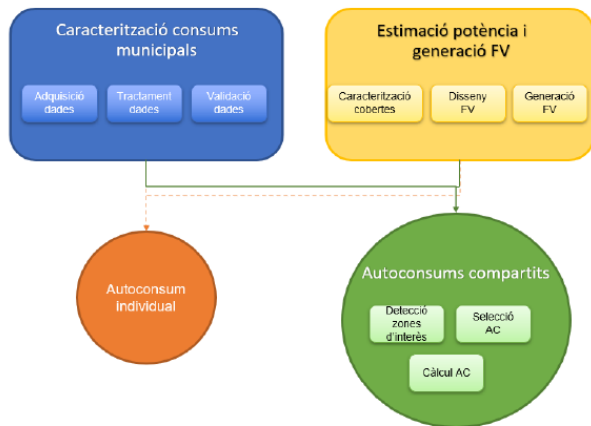 Caracterització consums
municipals
Adquisició
dades
Tractament
dades
Validació
dades
Estimació potència i
generació FV
Caracterització
cobertes
Disseny
FV
Generació
FV
Autoconsum
individual
Autoconsums compartits
Detecció
zones
d'interès
Selecció
AC
Càlcul AC